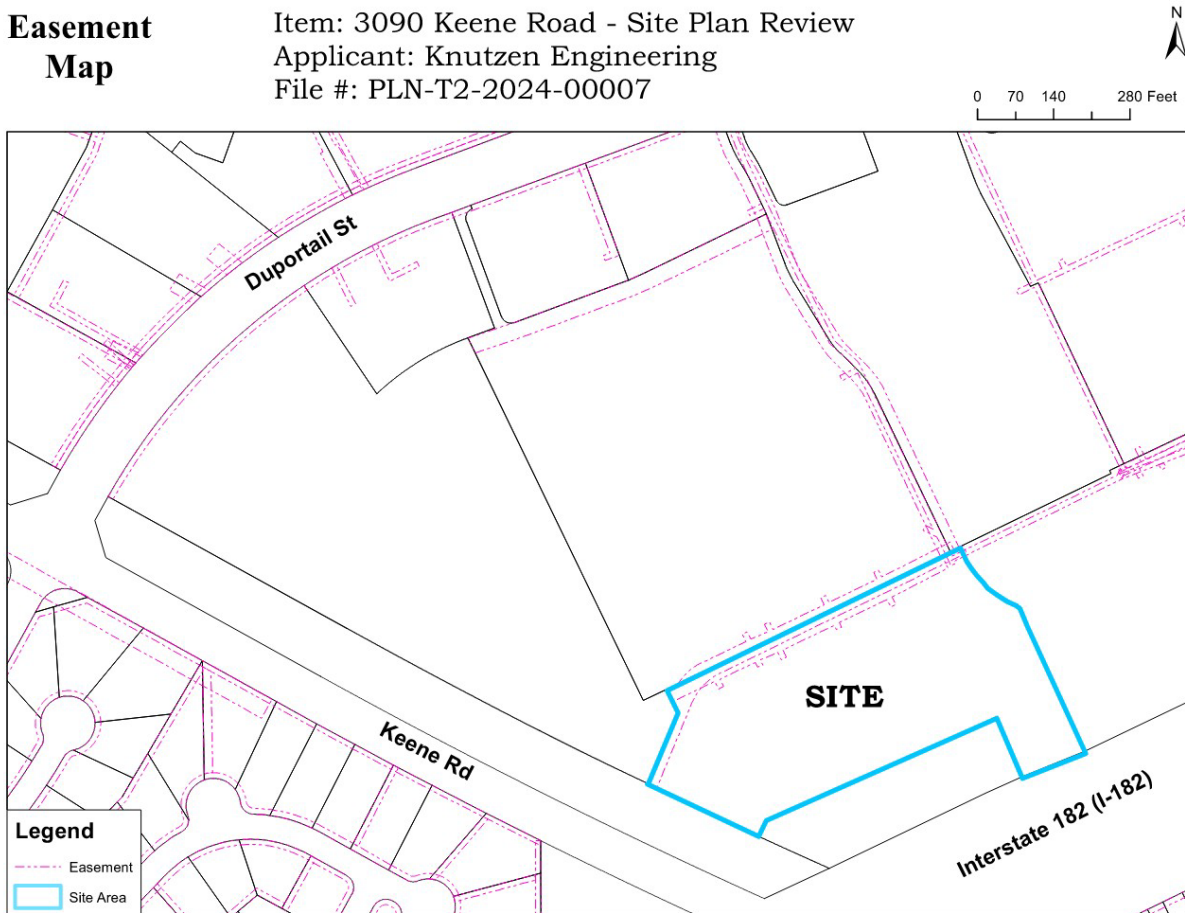 Easement
Map
Item: 3090 Keene Road - Site Plan Review
Applicant: Knutzen Engineering
File #: PLN-T2-2024-00007
N
0 70 140 280 Feet
Duportail St
SITE
Keene Rd
Interstate 182 (I-182)
Legend
Easement
Site Area